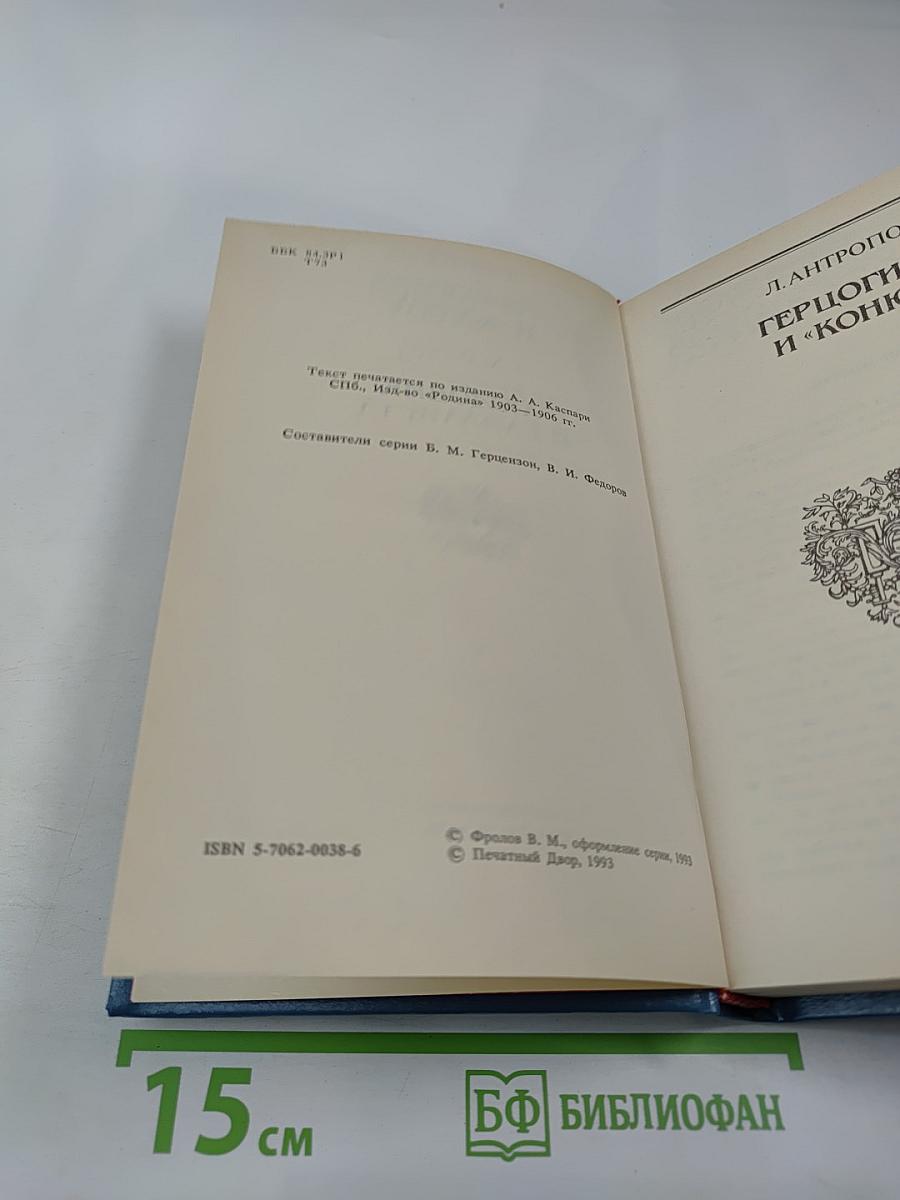 ББК 84.3Р1
Т73
Текст печатается по изданию А. А. Каспари
СПб., Изд-во «Родина» 1903—1906 гг.
Составители серии Б. М. Герцензон, В. И. Федоров
ISBN 5-7062-0038-6
© Фролов В. М., оформление серии, 1993
© Печатный Двор, 1993
Л. АНТРОПО
ГЕРЦОГИ
И «КОНЮ
15 см
БФ БИБЛИОФАН